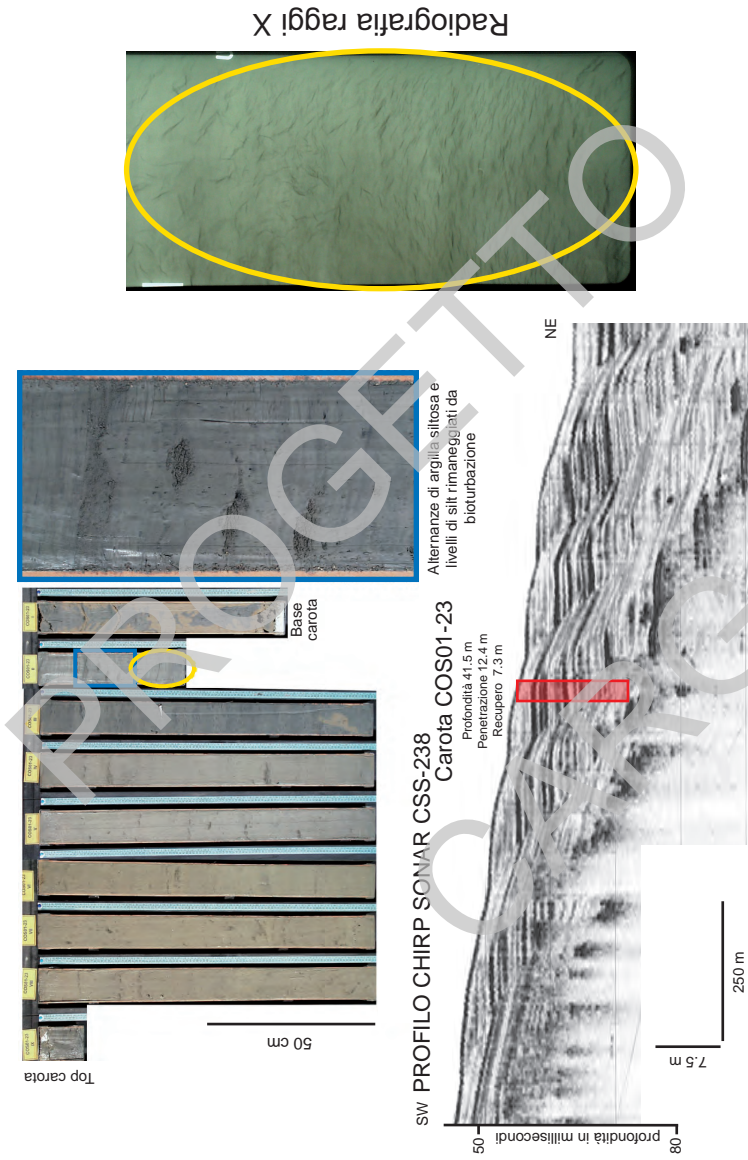 Radiografia raggi X
Alternanze di argilla siltosa e
livelli di silt rimaneggiati da
bioturbazione
Base
carota
Top carota
50 cm
SW PROFILO CHIRP SONAR CSS-238
Carota COS01-23
Profondità 41.5 m
Penetrazione 12.4 m
Recupero 7.3 m
NE
50
80
profondità in millisecondi
7.5 m
250 m
PROGETTO
CARG